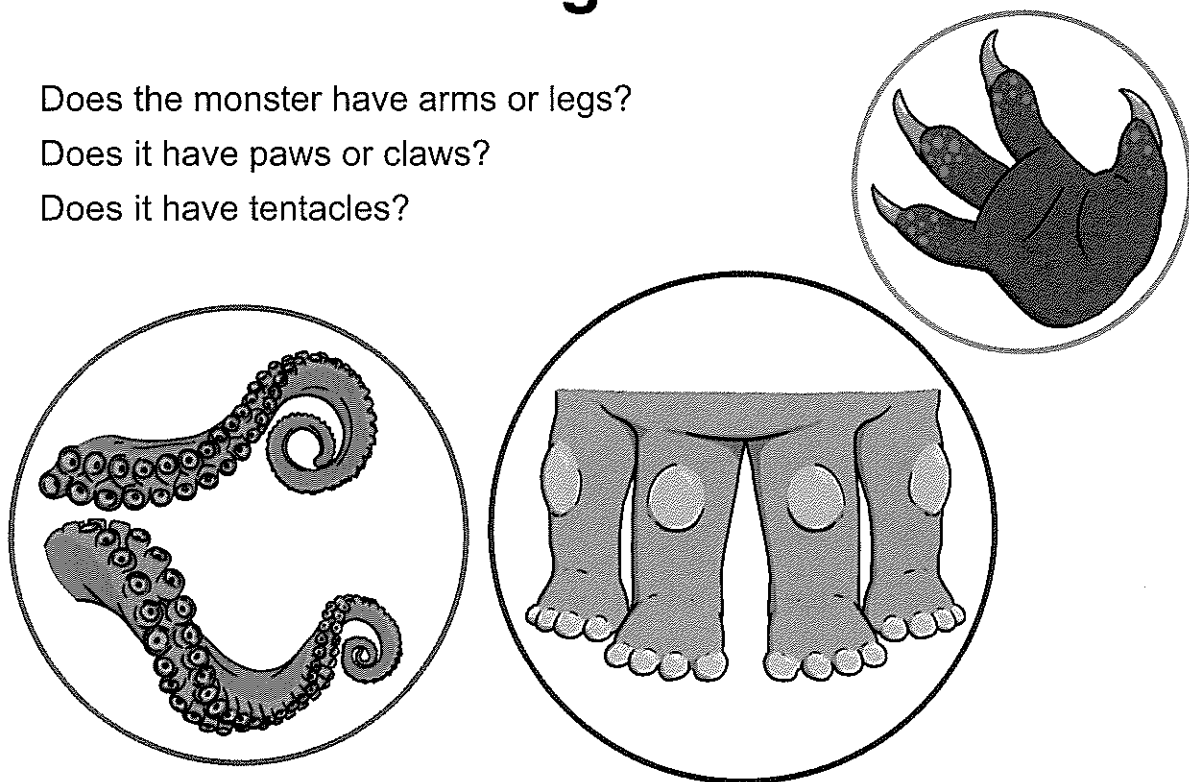 Does the monster have arms or legs?
Does it have paws or claws?
Does it have tentacles?